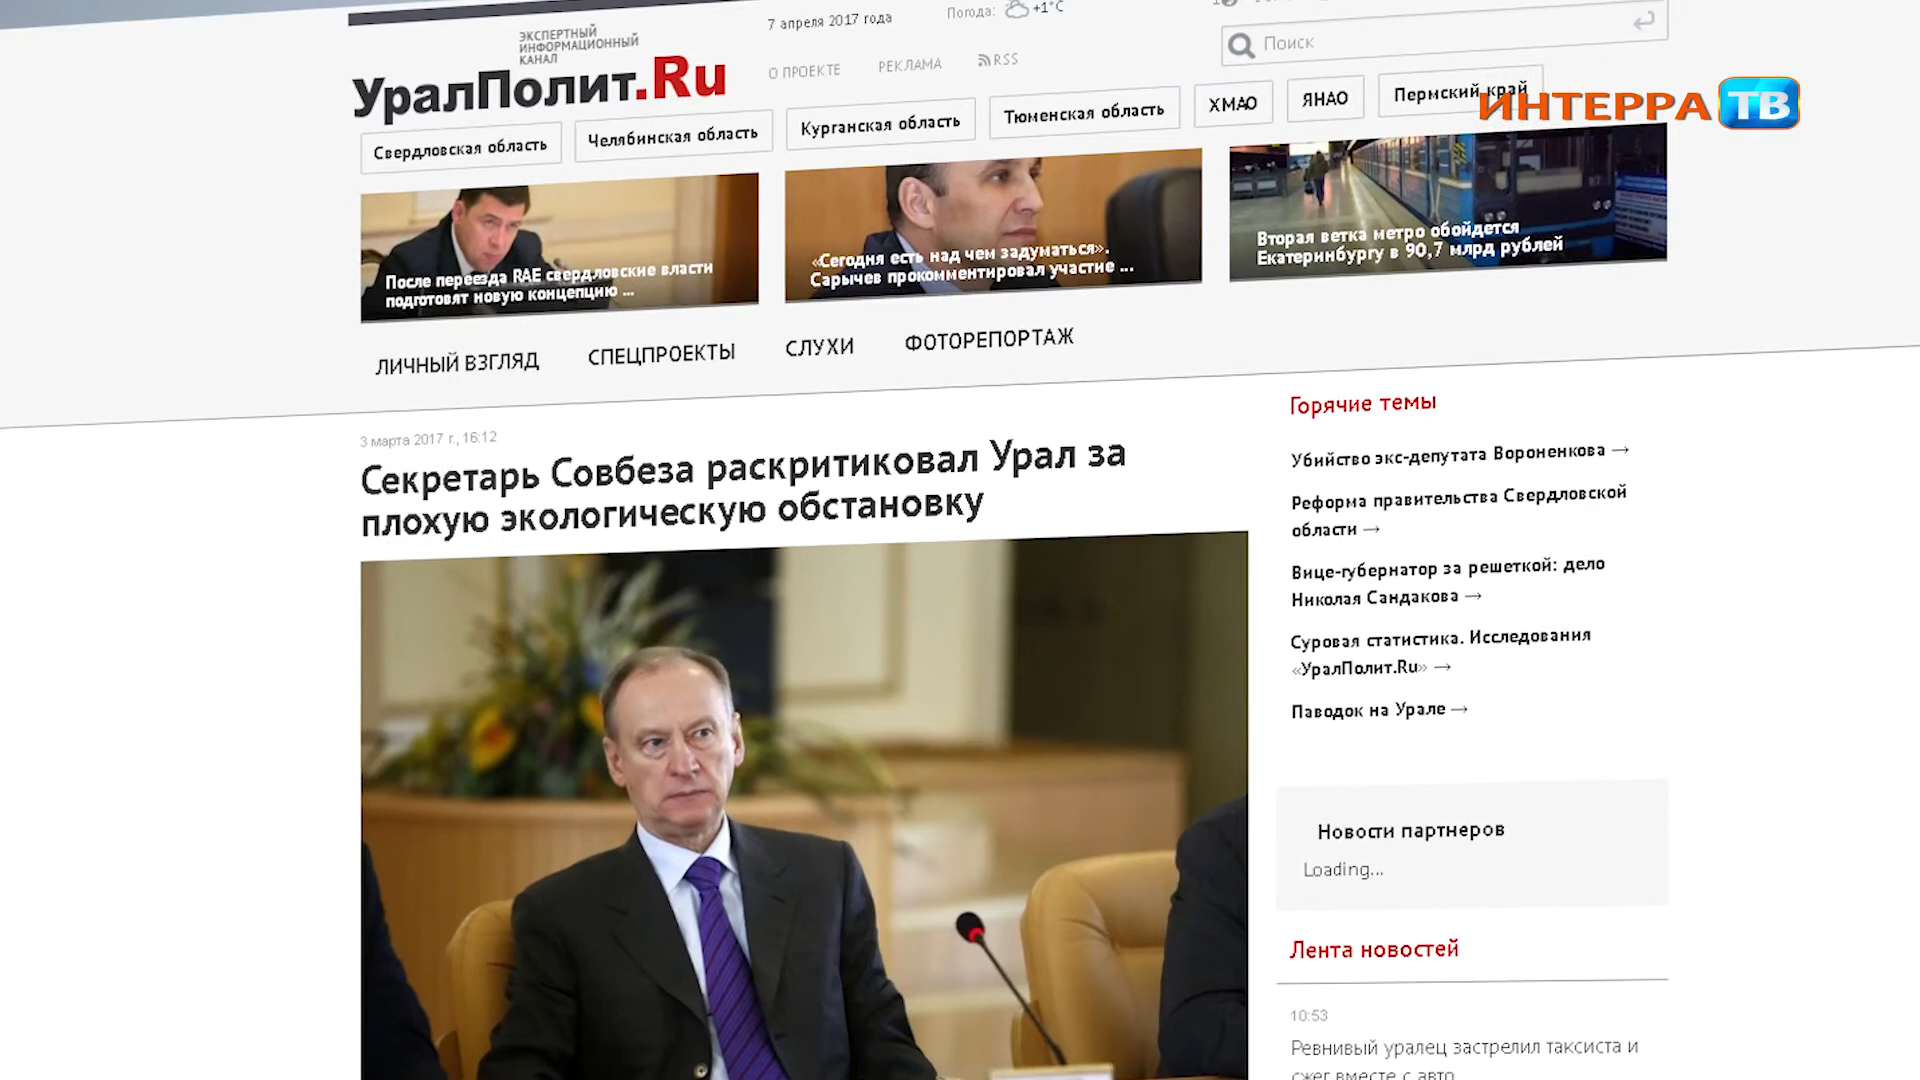 7 апреля 2017 года
Погода: +1°C
ЭКСПЕРТНЫЙ
ИНФОРМАЦИОННЫЙ
КАНАЛ
УралПолит.Ru
О ПРОЕКТЕ
РЕКЛАМА
RSS
Поиск
ИНТЕРРА ТВ
Свердловская область
Челябинская область
Курганская область
Тюменская область
ХМАО
ЯНАО
Пермский край
После переезда RAE свердловские власти
подготовят новую концепцию ...
«Сегодня есть над чем задуматься».
Сарычев прокомментировал участие ...
Вторая ветка метро обойдется
Екатеринбургу в 90,7 млрд рублей
ЛИЧНЫЙ ВЗГЛЯД
СПЕЦПРОЕКТЫ
СЛУХИ
ФОТОРЕПОРТАЖ
3 марта 2017 г., 16:12
Секретарь Совбеза раскритиковал Урал за
плохую экологическую обстановку
Горячие темы
Убийство экс-депутата Вороненкова →
Реформа правительства Свердловской
области →
Вице-губернатор за решеткой: дело
Николая Сандакова →
Суровая статистика. Исследования
«УралПолит.Ru» →
Паводок на Урале →
Новости партнеров
Loading...
Лента новостей
10:53
Ревнивый уралец застрелил таксиста и
сжег вместе с авто